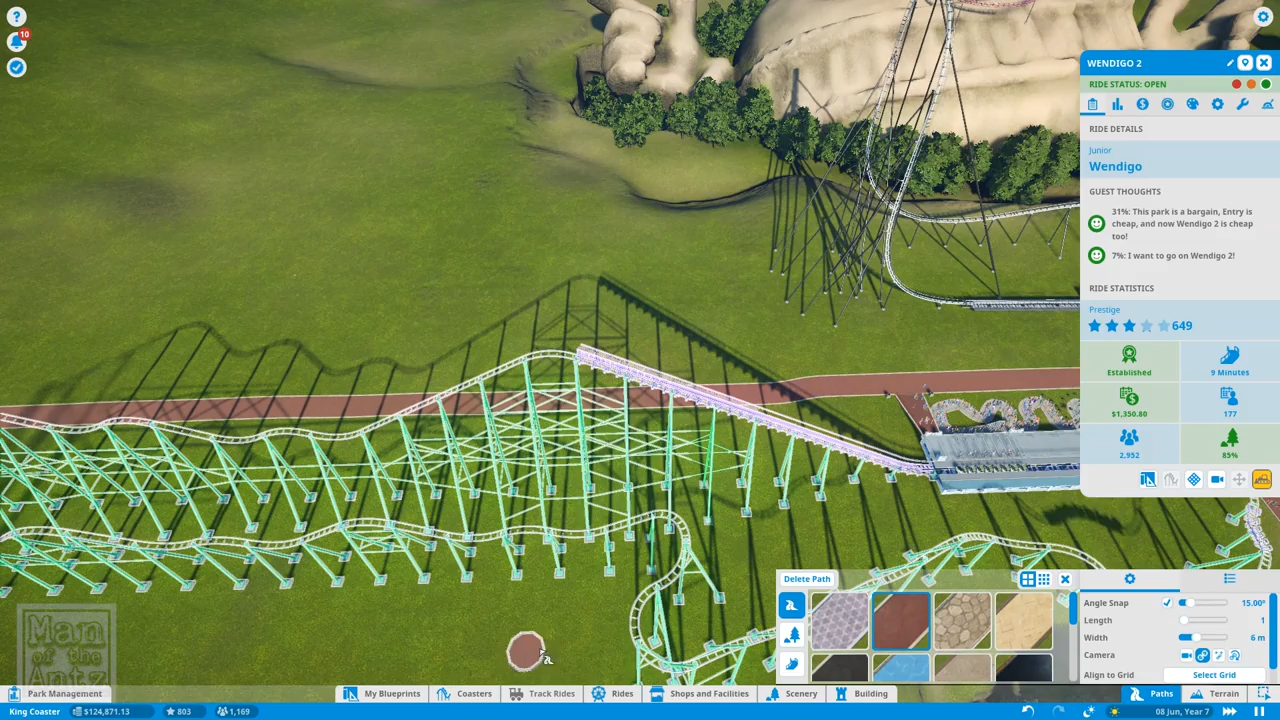 ?
10
WENDIGO 2
RIDE STATUS: OPEN
RIDE DETAILS
Junior
Wendigo
GUEST THOUGHTS
31%: This park is a bargain, Entry is
cheap, and now Wendigo 2 is cheap
too!
7%: I want to go on Wendigo 2!
RIDE STATISTICS
Prestige
649
Established
9 Minutes
$1,350.80
177
2,952
85%
Delete Path
Angle Snap
15.00°
Length
1
Width
6 m
Camera
Align to Grid
Select Grid
Man
of the
Antz
Park Management
My Blueprints
Coasters
Track Rides
Rides
Shops and Facilities
Scenery
Building
Paths
Terrain
King Coaster
$124,871.13
803
1,169
08 Jun, Year 7